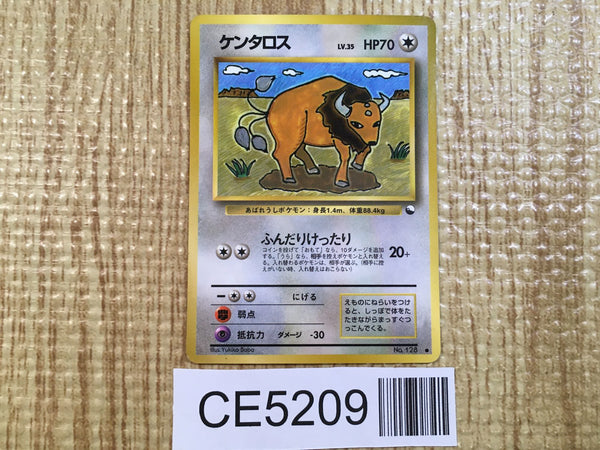 ケンタロス LV.35 HP70
あばれうしポケモン：身長1.4m、体重88.4kg
ふんだりけったり 20+
コインを投げて「おもて」なら、10ダメージを追加
する。「うら」なら、相手を控えポケモンと入れ替え
る。入れ替わるポケモンは、相手が選ぶ。（相手に控
えがいない時、入れ替えはおこらない）
にげる
弱点
抵抗力 ダメージ -30
えものにねらいをつけ
ると、しっぽで体をた
たきながらまっすぐつ
っこんでくる。
Illus. Yukiko Baba
No. 128
CE5209